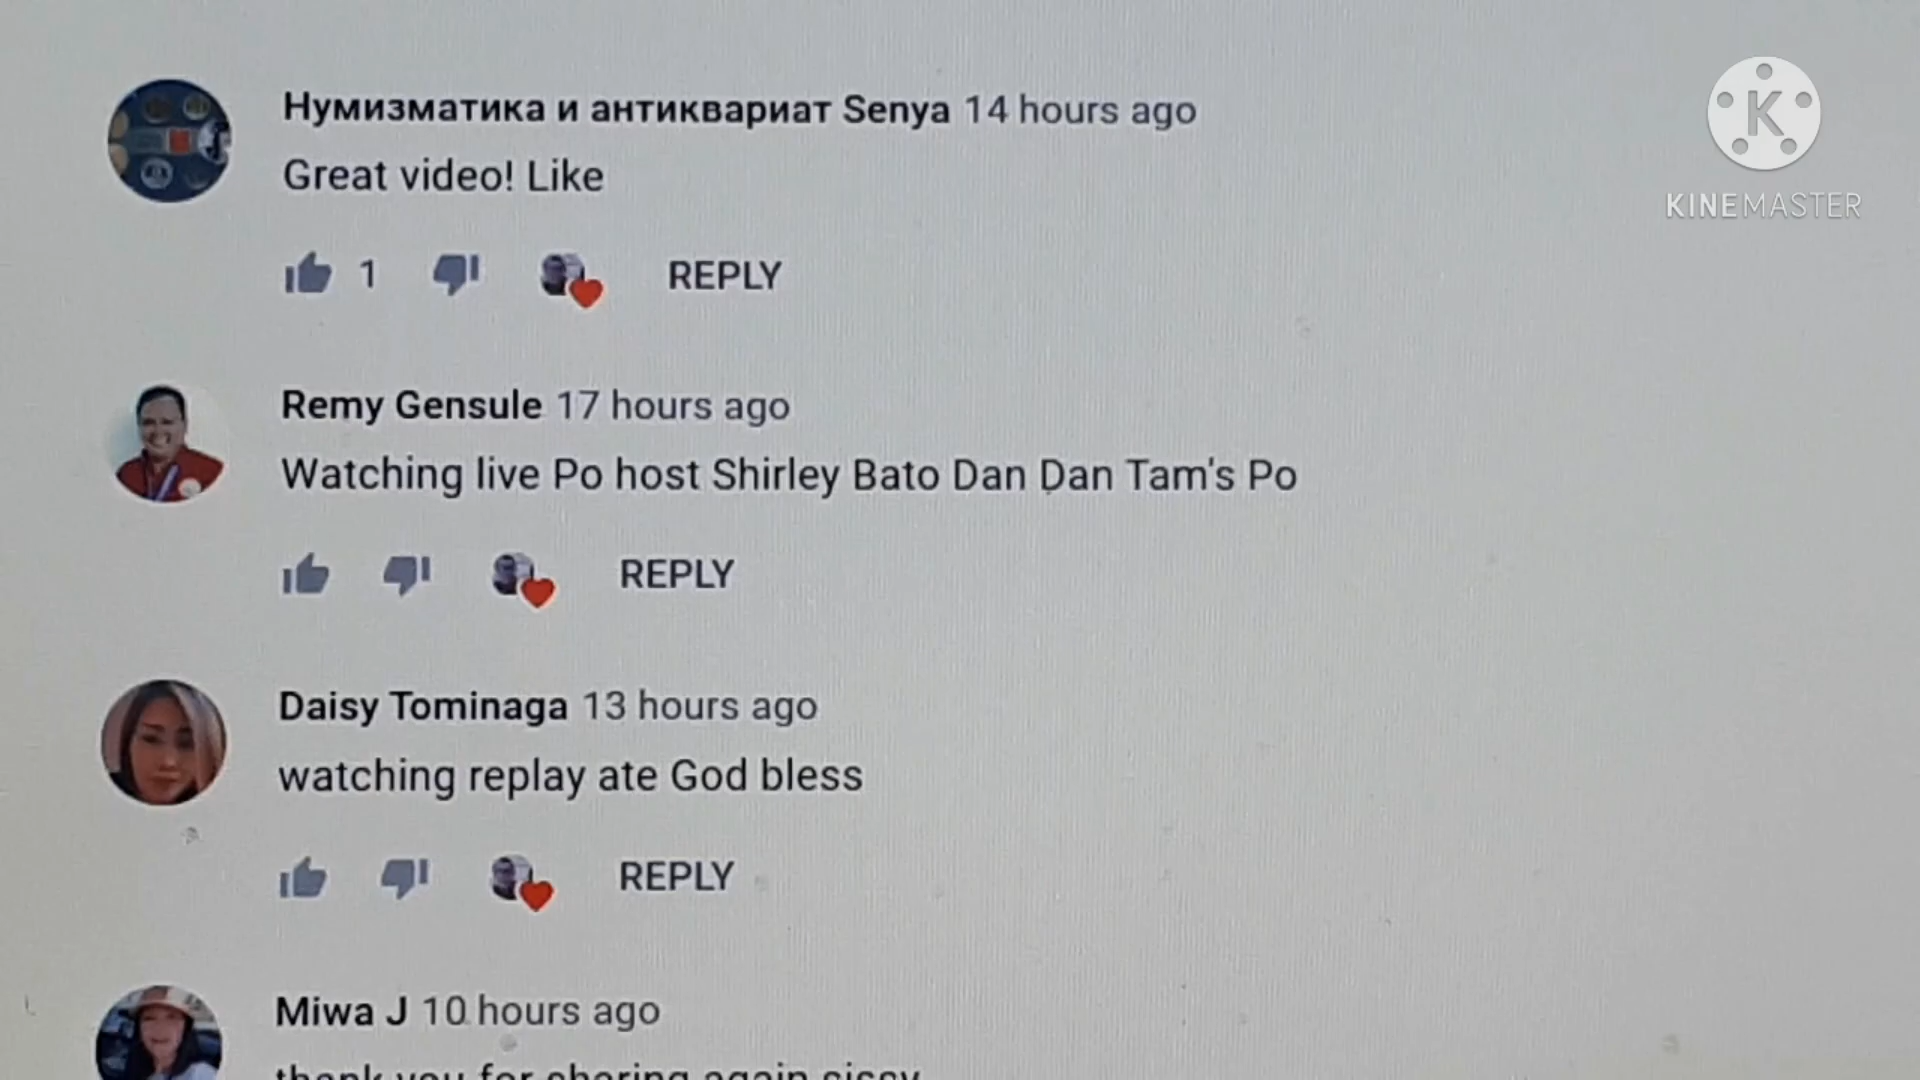 Нумизматика и антиквариат Senya 14 hours ago
Great video! Like
1 REPLY
Remy Gensule 17 hours ago
Watching live Po host Shirley Bato Dan Dan Tam's Po
REPLY
Daisy Tominaga 13 hours ago
watching replay ate God bless
REPLY
Miwa J 10 hours ago
thank you for sharing again sissy
K
KINEMASTER